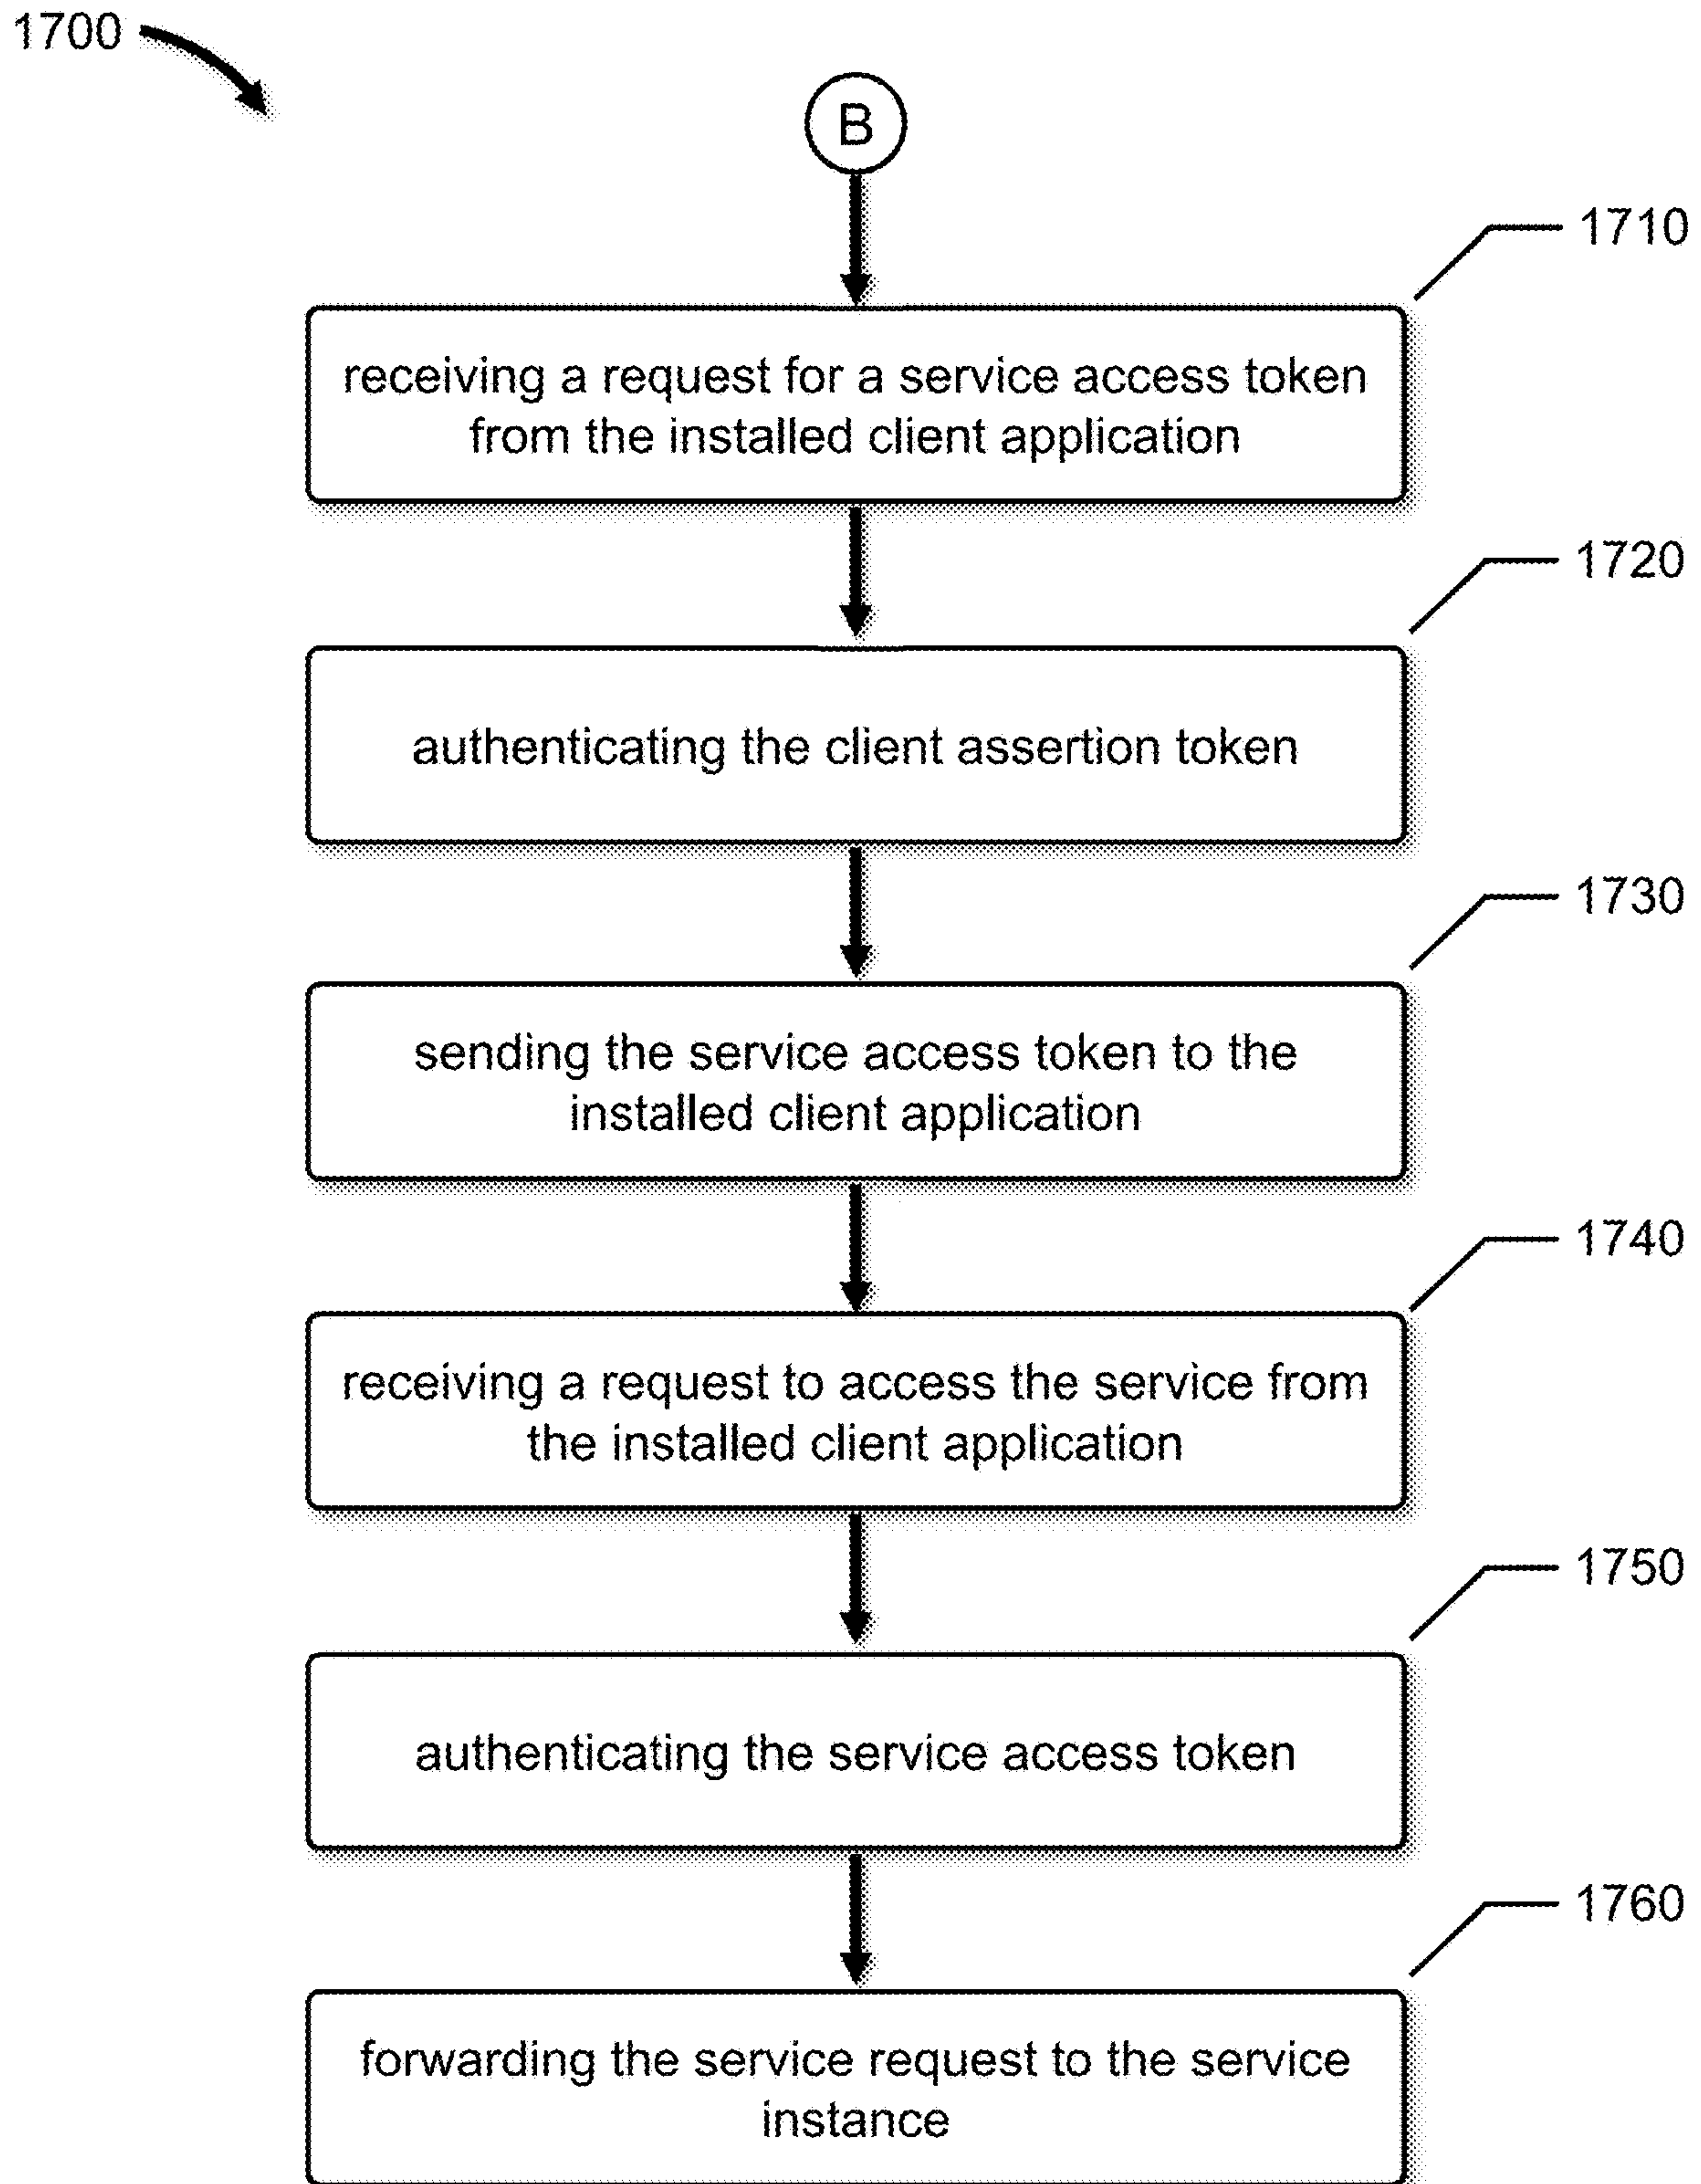 1700
B
1710
receiving a request for a service access token
from the installed client application
1720
authenticating the client assertion token
1730
sending the service access token to the
installed client application
1740
receiving a request to access the service from
the installed client application
1750
authenticating the service access token
1760
forwarding the service request to the service
instance